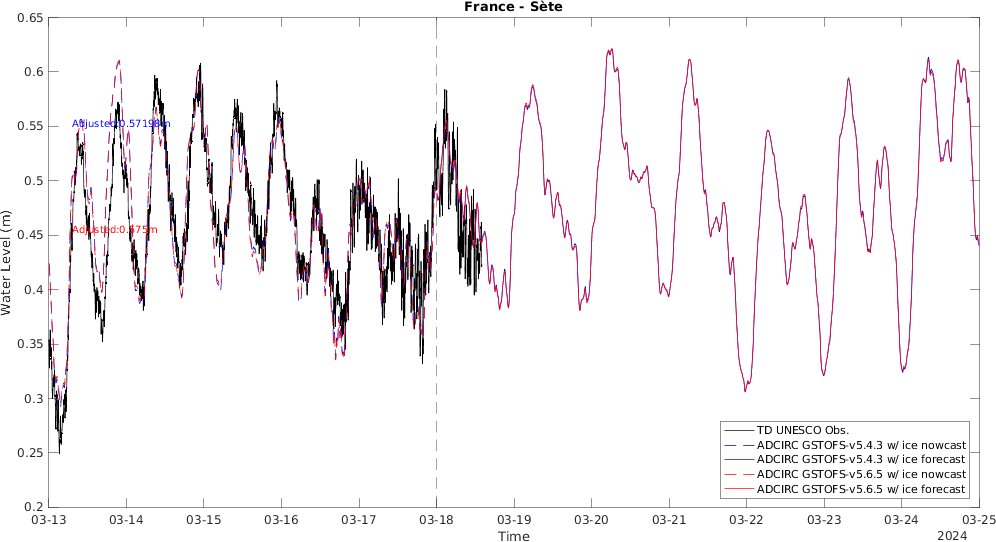 France - Sète
0.65
0.6
0.55
0.5
0.45
0.4
0.35
0.3
0.25
0.2
Water Level (m)
Adjusted:0.57198m
Adjusted:0.575m
TD UNESCO Obs.
ADCIRC GSTOFS-v5.4.3 w/ ice nowcast
ADCIRC GSTOFS-v5.4.3 w/ ice forecast
ADCIRC GSTOFS-v5.6.5 w/ ice nowcast
ADCIRC GSTOFS-v5.6.5 w/ ice forecast
03-13 03-14 03-15 03-16 03-17 03-18 03-19 03-20 03-21 03-22 03-23 03-24 03-25
Time
2024